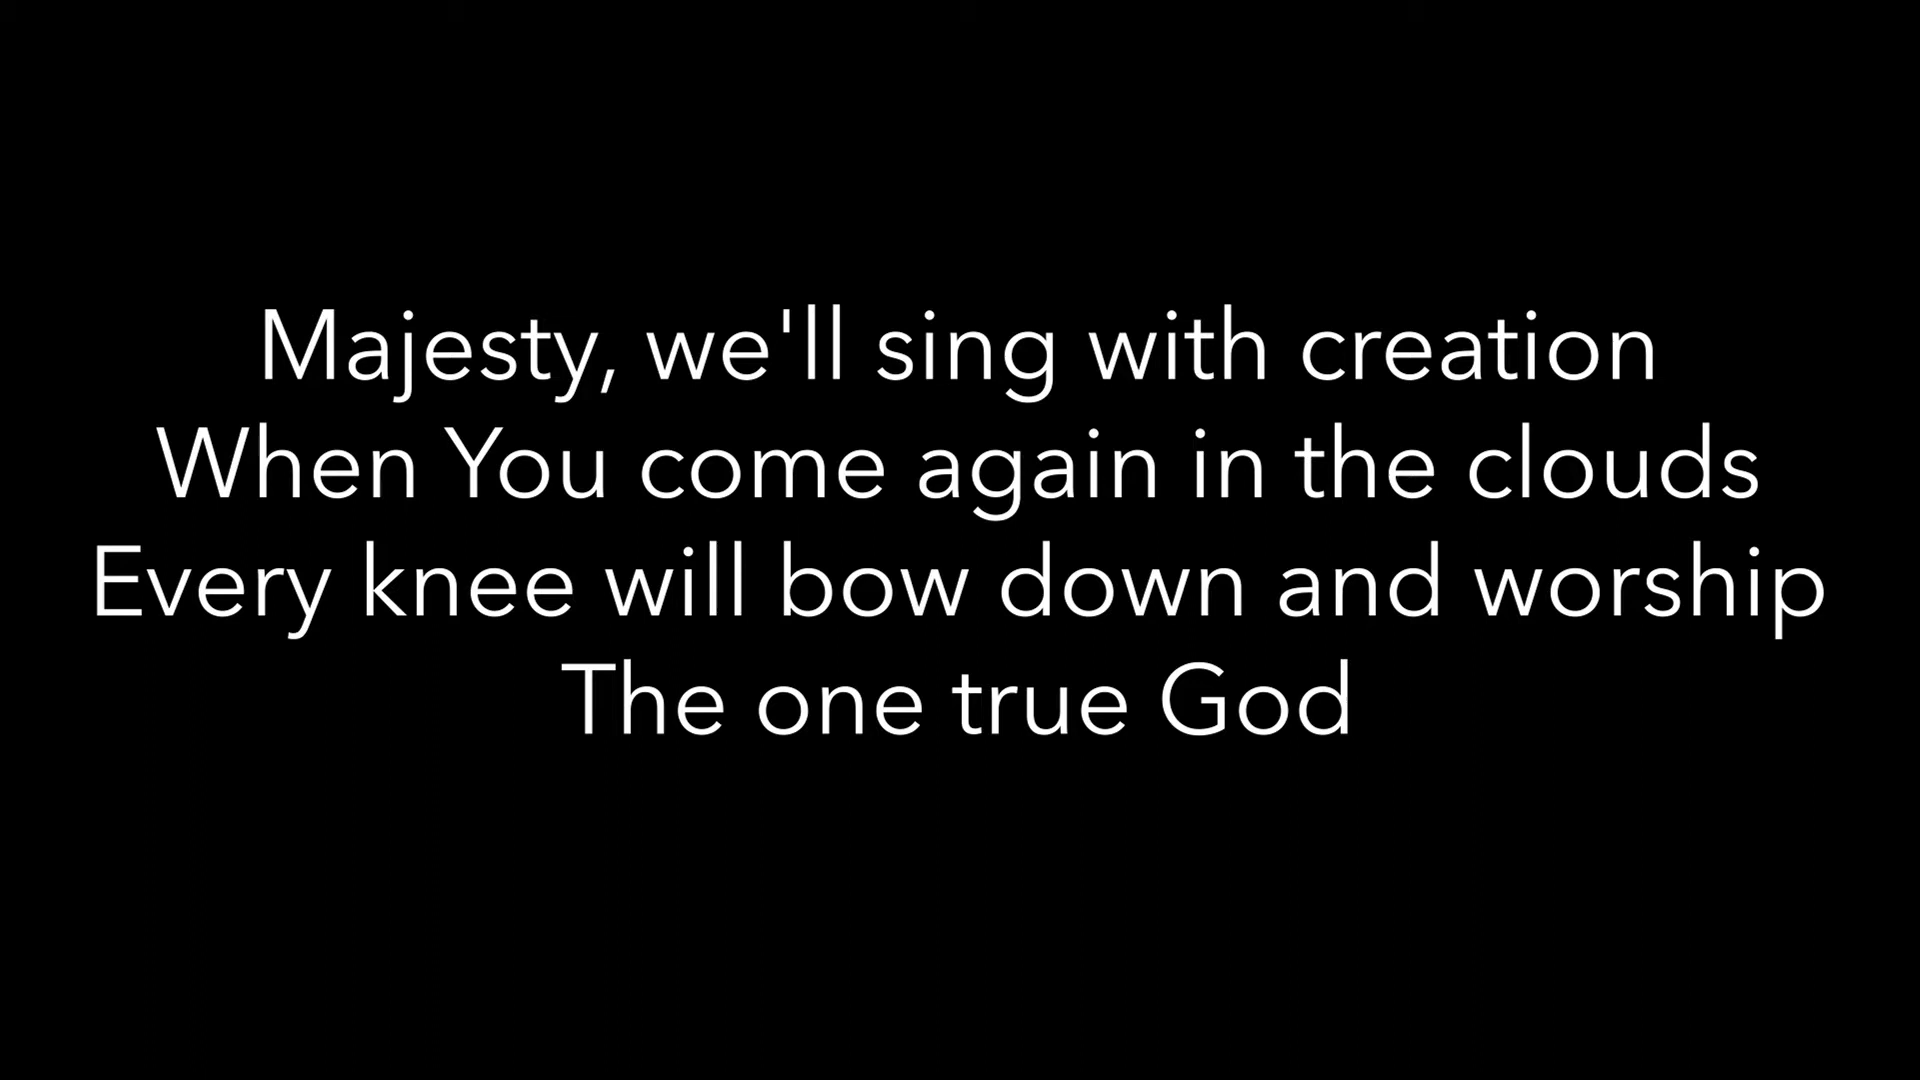 Majesty, we'll sing with creation
When You come again in the clouds
Every knee will bow down and worship
The one true God